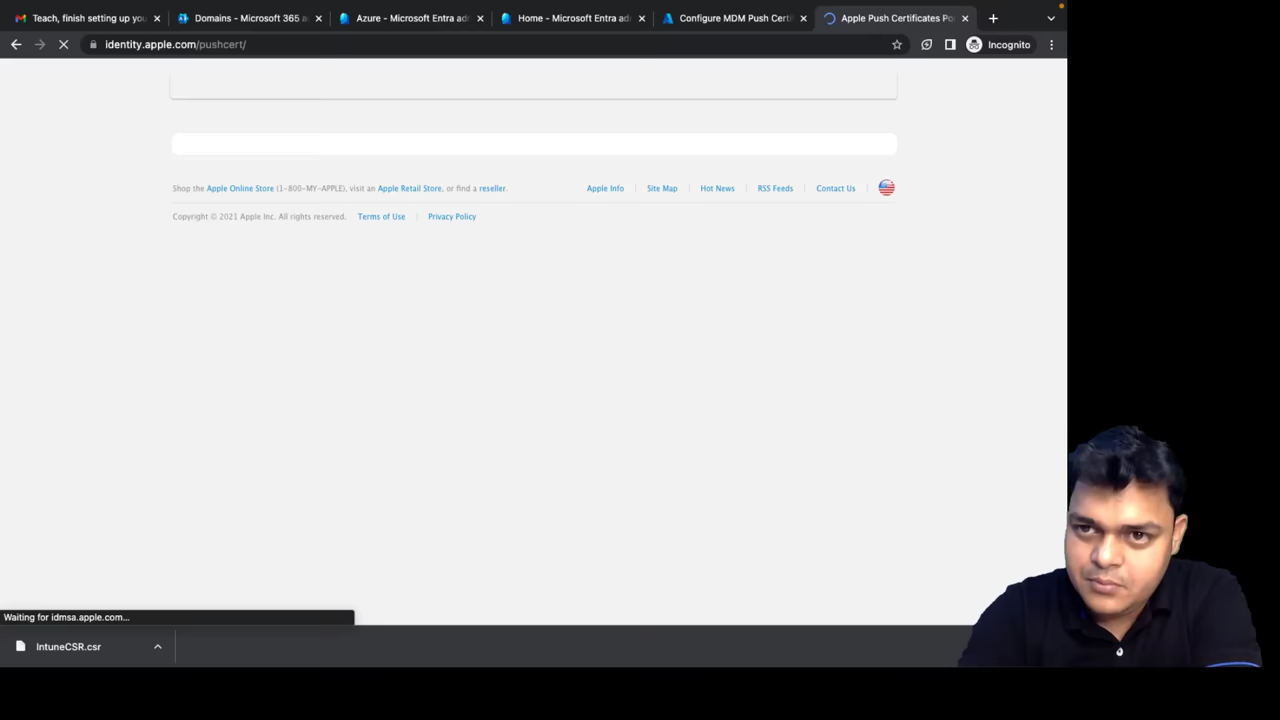 Teach, finish setting up you
Domains - Microsoft 365 a
Azure - Microsoft Entra ad
Home - Microsoft Entra ad
Configure MDM Push Certi
Apple Push Certificates Po
identity.apple.com/pushcert/
Incognito
Shop the Apple Online Store (1-800-MY-APPLE), visit an Apple Retail Store, or find a reseller.
Apple Info
Site Map
Hot News
RSS Feeds
Contact Us
Copyright © 2021 Apple Inc. All rights reserved.
Terms of Use
Privacy Policy
Waiting for idmsa.apple.com...
IntuneCSR.csr